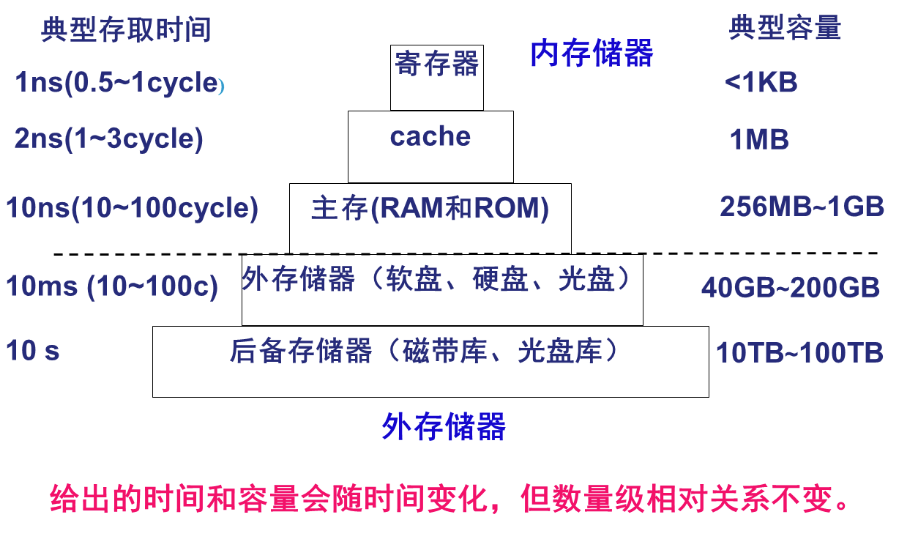 典型存取时间 内存储器 典型容量
1ns(0.5~1cycle) 寄存器 <1KB
2ns(1~3cycle) cache 1MB
10ns(10~100cycle) 主存(RAM和ROM) 256MB~1GB
10ms (10~100c) 外存储器（软盘、硬盘、光盘） 40GB~200GB
10 s 后备存储器（磁带库、光盘库） 10TB~100TB
外存储器
给出的时间和容量会随时间变化，但数量级相对关系不变。